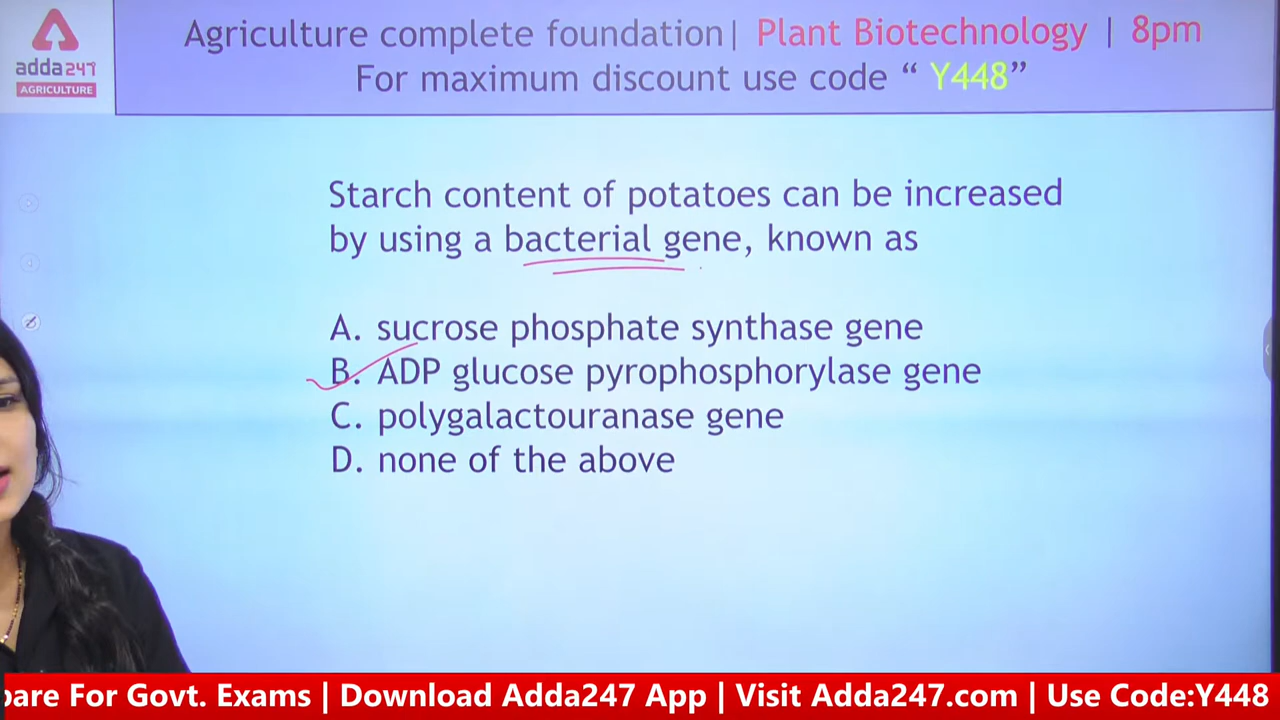 Agriculture complete foundation| Plant Biotechnology | 8pm
For maximum discount use code “ Y448”
adda247
AGRICULTURE
Starch content of potatoes can be increased
by using a bacterial gene, known as
A. sucrose phosphate synthase gene
B. ADP glucose pyrophosphorylase gene
C. polygalactouranase gene
D. none of the above
pare For Govt. Exams | Download Adda247 App | Visit Adda247.com | Use Code:Y448